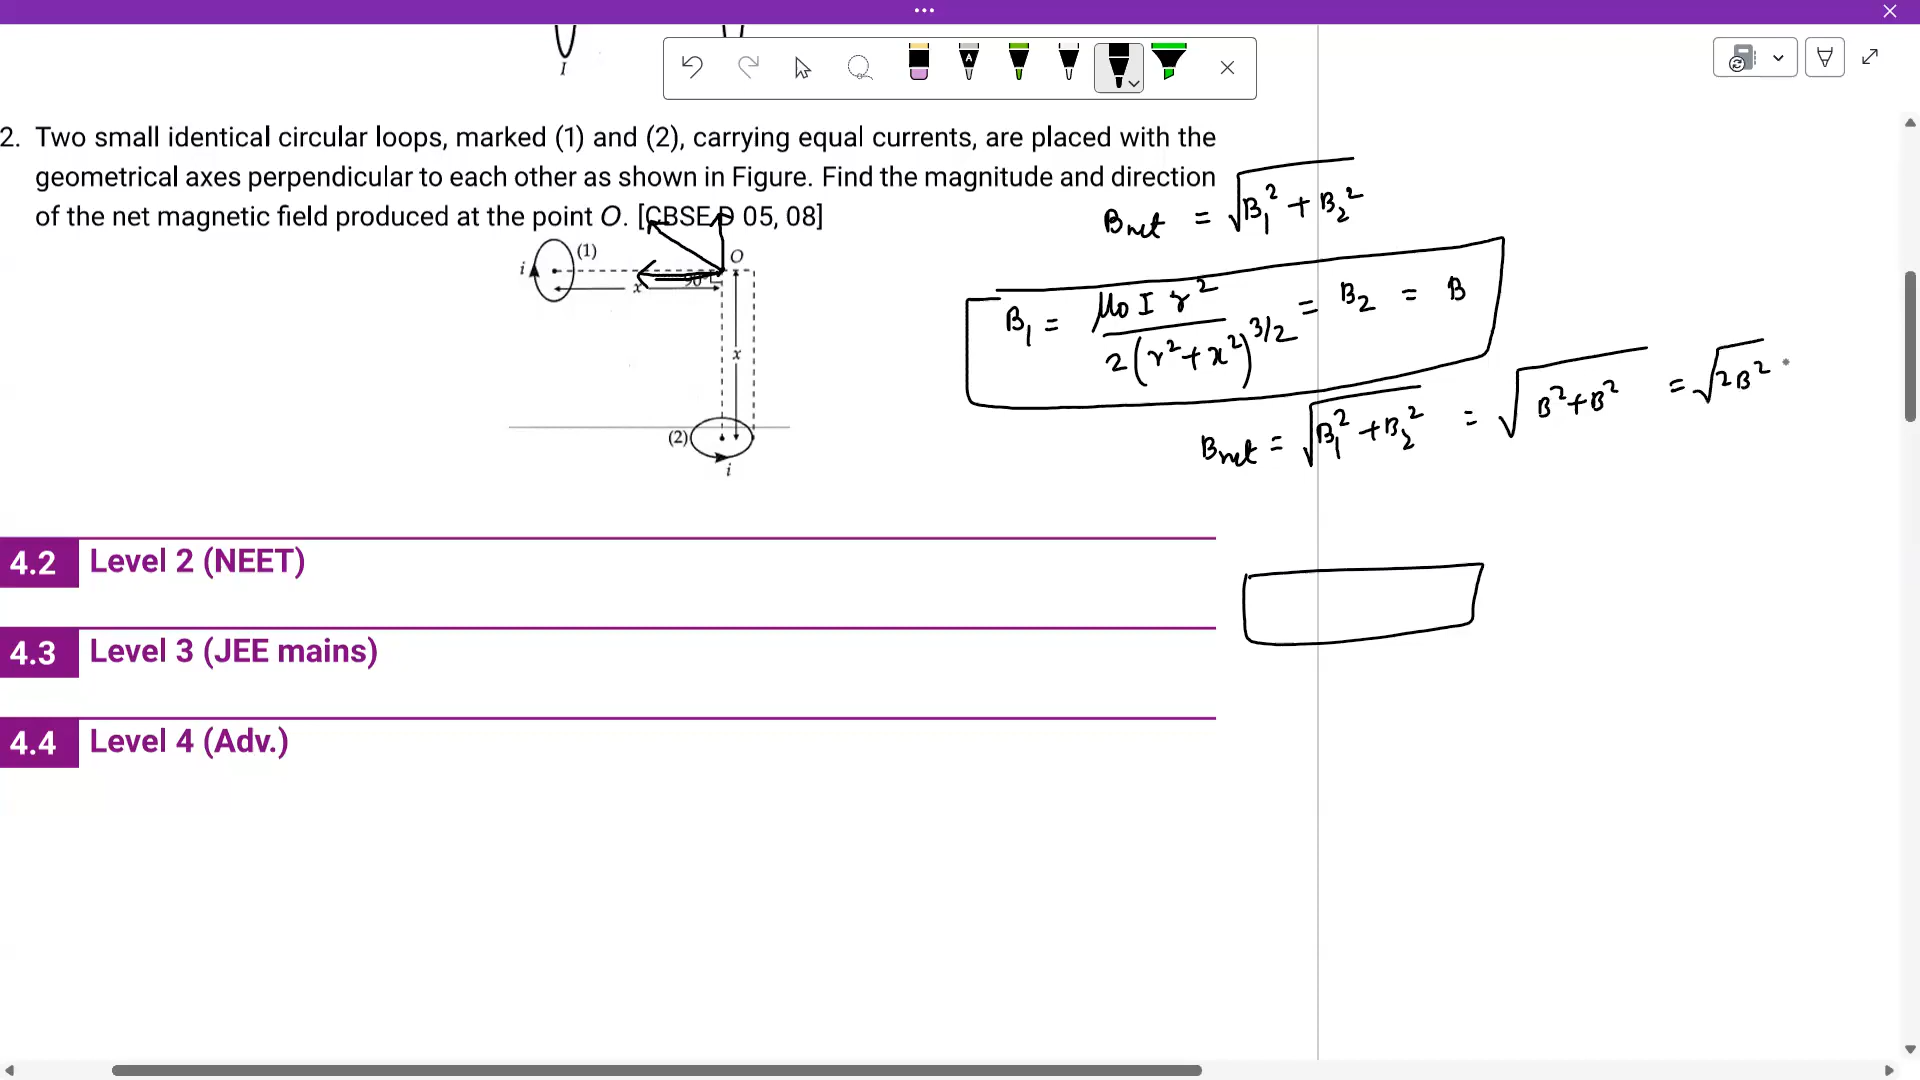 I
2. Two small identical circular loops, marked (1) and (2), carrying equal currents, are placed with the
geometrical axes perpendicular to each other as shown in Figure. Find the magnitude and direction
of the net magnetic field produced at the point O. [CBSE D 05, 08]
i
(1)
O
x
90°
x
(2)
i
Bnet = √B₁² + B₂²
B₁ = μ₀ I r² / 2(r² + x²)^3/2 = B₂ = B
Bnet = √B₁² + B₂² = √B² + B² = √2B²
4.2 Level 2 (NEET)
4.3 Level 3 (JEE mains)
4.4 Level 4 (Adv.)